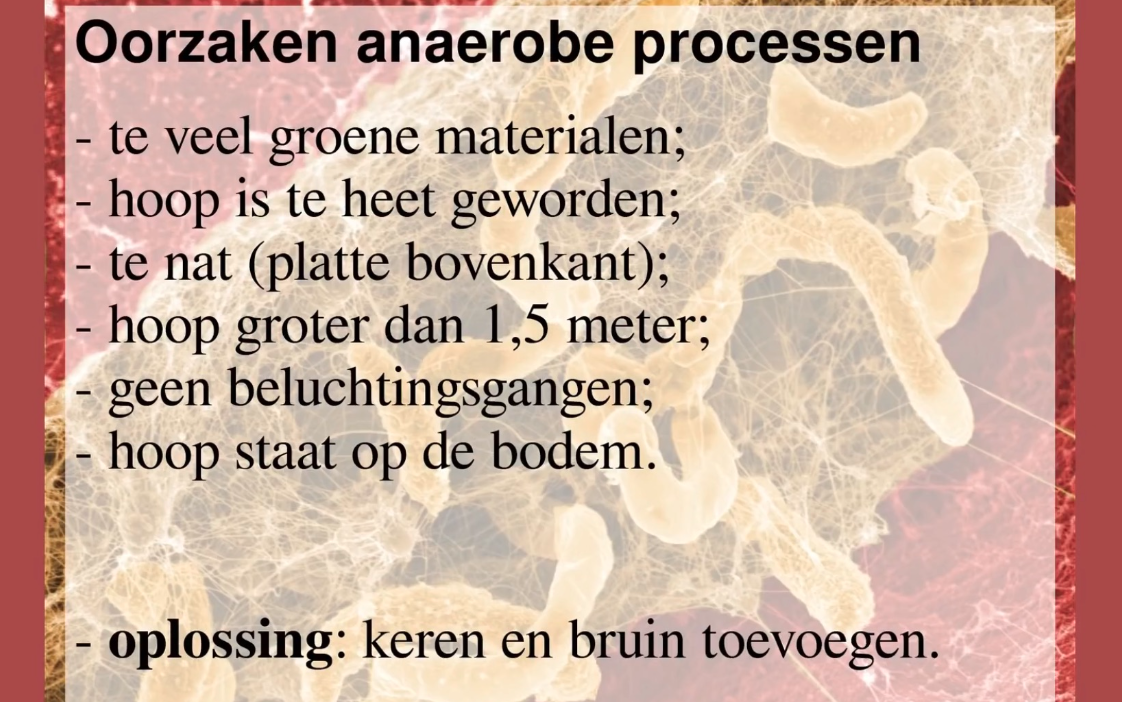 Oorzaken anaerobe processen
- te veel groene materialen;
- hoop is te heet geworden;
- te nat (platte bovenkant);
- hoop groter dan 1,5 meter;
- geen beluchtingsgangen;
- hoop staat op de bodem.
- oplossing: keren en bruin toevoegen.